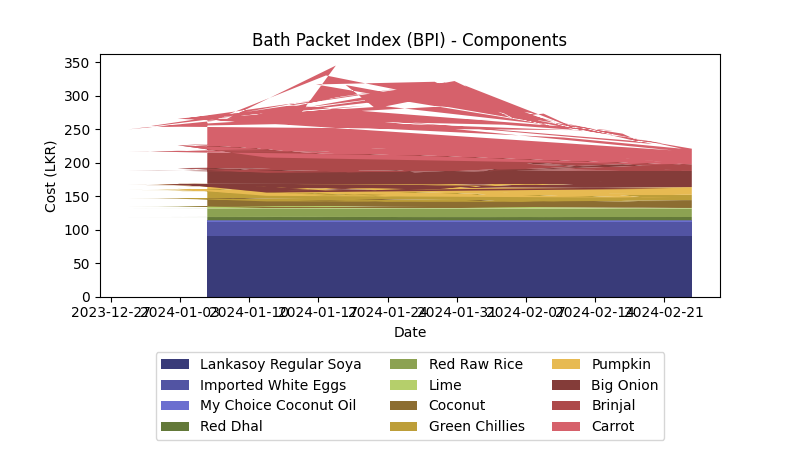 Bath Packet Index (BPI) - Components
Cost (LKR)
350
300
250
200
150
100
50
0
2023-12-27 2024-01-03 2024-01-10 2024-01-17 2024-01-24 2024-01-31 2024-02-07 2024-02-14 2024-02-21
Date
Lankasoy Regular Soya Red Raw Rice Pumpkin
Imported White Eggs Lime Big Onion
My Choice Coconut Oil Coconut Brinjal
Red Dhal Green Chillies Carrot